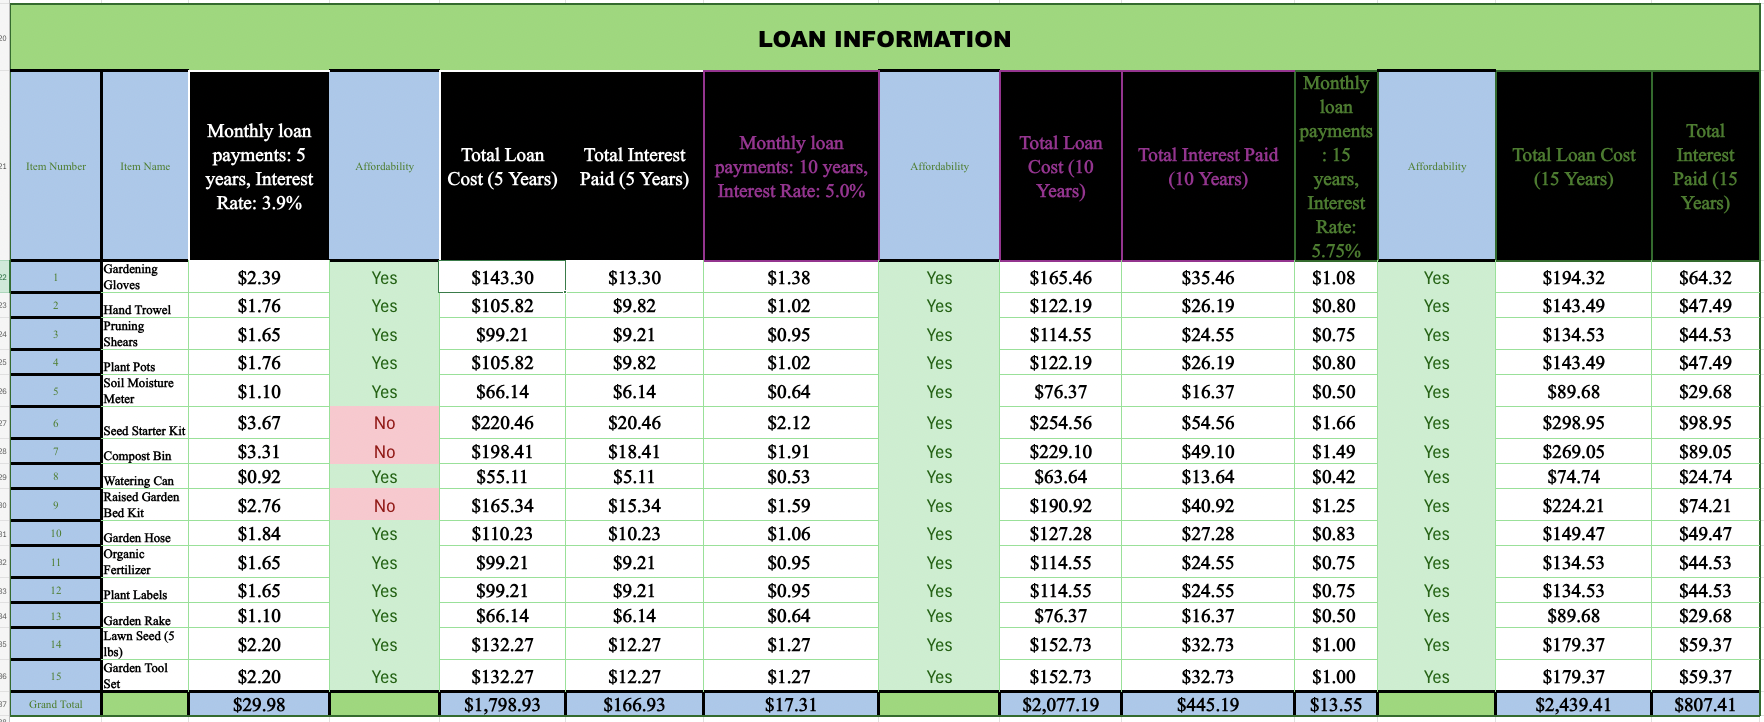 LOAN INFORMATION
Item Number Item Name Monthly loan payments: 5 years, Interest Rate: 3.9% Affordability Total Loan Cost (5 Years) Total Interest Paid (5 Years) Monthly loan payments: 10 years, Interest Rate: 5.0% Affordability Total Loan Cost (10 Years) Total Interest Paid (10 Years) Monthly loan payments : 15 years, Interest Rate: 5.75% Affordability Total Loan Cost (15 Years) Total Interest Paid (15 Years)
1 Gardening Gloves $2.39 Yes $143.30 $13.30 $1.38 Yes $165.46 $35.46 $1.08 Yes $194.32 $64.32
2 Hand Trowel $1.76 Yes $105.82 $9.82 $1.02 Yes $122.19 $26.19 $0.80 Yes $143.49 $47.49
3 Pruning Shears $1.65 Yes $99.21 $9.21 $0.95 Yes $114.55 $24.55 $0.75 Yes $134.53 $44.53
4 Plant Pots $1.76 Yes $105.82 $9.82 $1.02 Yes $122.19 $26.19 $0.80 Yes $143.49 $47.49
5 Soil Moisture Meter $1.10 Yes $66.14 $6.14 $0.64 Yes $76.37 $16.37 $0.50 Yes $89.68 $29.68
6 Seed Starter Kit $3.67 No $220.46 $20.46 $2.12 Yes $254.56 $54.56 $1.66 Yes $298.95 $98.95
7 Compost Bin $3.31 No $198.41 $18.41 $1.91 Yes $229.10 $49.10 $1.49 Yes $269.05 $89.05
8 Watering Can $0.92 Yes $55.11 $5.11 $0.53 Yes $63.64 $13.64 $0.42 Yes $74.74 $24.74
9 Raised Garden Bed Kit $2.76 No $165.34 $15.34 $1.59 Yes $190.92 $40.92 $1.25 Yes $224.21 $74.21
10 Garden Hose $1.84 Yes $110.23 $10.23 $1.06 Yes $127.28 $27.28 $0.83 Yes $149.47 $49.47
11 Organic Fertilizer $1.65 Yes $99.21 $9.21 $0.95 Yes $114.55 $24.55 $0.75 Yes $134.53 $44.53
12 Plant Labels $1.65 Yes $99.21 $9.21 $0.95 Yes $114.55 $24.55 $0.75 Yes $134.53 $44.53
13 Garden Rake $1.10 Yes $66.14 $6.14 $0.64 Yes $76.37 $16.37 $0.50 Yes $89.68 $29.68
14 Lawn Seed (5 lbs) $2.20 Yes $132.27 $12.27 $1.27 Yes $152.73 $32.73 $1.00 Yes $179.37 $59.37
15 Garden Tool Set $2.20 Yes $132.27 $12.27 $1.27 Yes $152.73 $32.73 $1.00 Yes $179.37 $59.37
Grand Total $29.98 $1,798.93 $166.93 $17.31 $2,077.19 $445.19 $13.55 $2,439.41 $807.41